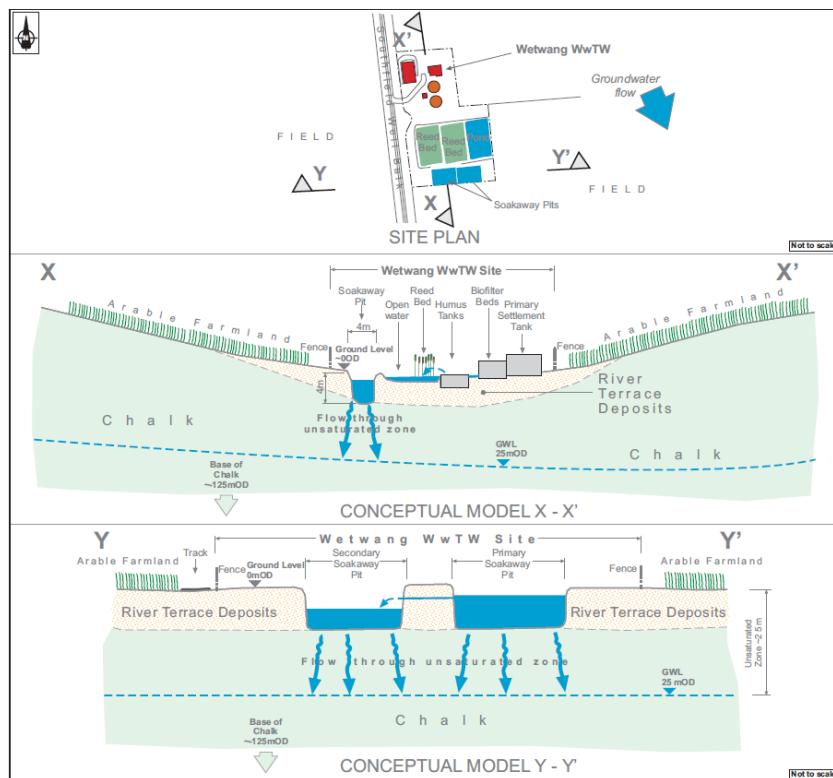 N
X'
Wetwang WwTW
Groundwater
flow
Southfield Well Balk
FIELD
Reed
Bed
Reed
Bed
Pond
Y
Y'
FIELD
X
Soakaway Pits
SITE PLAN
Not to scale
X
X'
Wetwang WwTW Site
Arable Farmland
Soakaway
Pit
4m
Open
water
Reed
Bed
Humus
Tanks
Biofilter
Beds
Primary
Settlement
Tank
Arable Farmland
Fence
Ground Level
~0OD
Fence
4m
River
Terrace
Deposits
Flow through
unsaturated zone
Chalk
GWL
25mOD
Chalk
Base of
Chalk
~-125mOD
CONCEPTUAL MODEL X - X'
Y
Y'
Wetwang WwTW Site
Arable Farmland
Track
Fence
Ground Level
0mOD
Secondary
Soakaway
Pit
Primary
Soakaway
Pit
Fence
Arable Farmland
River Terrace Deposits
River Terrace Deposits
Unsaturated
Zone ~25m
Flow through unsaturated zone
GWL
25 mOD
Chalk
Base of
Chalk
~-125mOD
CONCEPTUAL MODEL Y - Y'
Not to scale